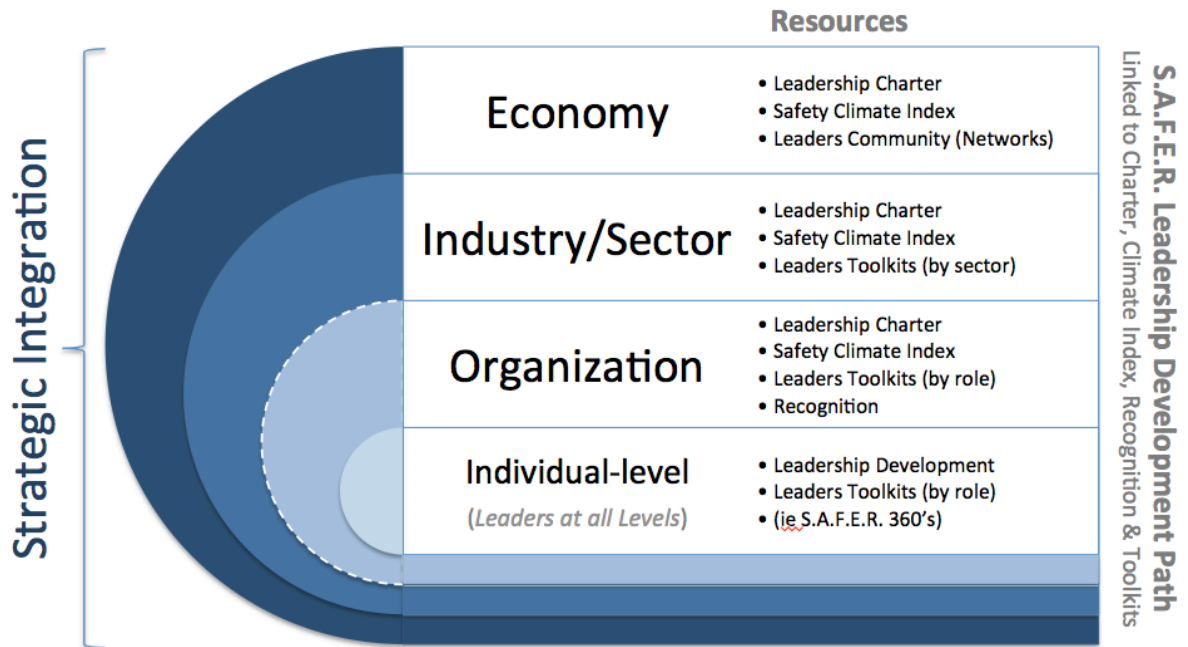 Resources
Strategic Integration
Economy
• Leadership Charter
• Safety Climate Index
• Leaders Community (Networks)
Industry/Sector
• Leadership Charter
• Safety Climate Index
• Leaders Toolkits (by sector)
Organization
• Leadership Charter
• Safety Climate Index
• Leaders Toolkits (by role)
• Recognition
Individual-level
(Leaders at all Levels)
• Leadership Development
• Leaders Toolkits (by role)
• (ie S.A.F.E.R. 360’s)
S.A.F.E.R. Leadership Development Path
Linked to Charter, Climate Index, Recognition & Toolkits